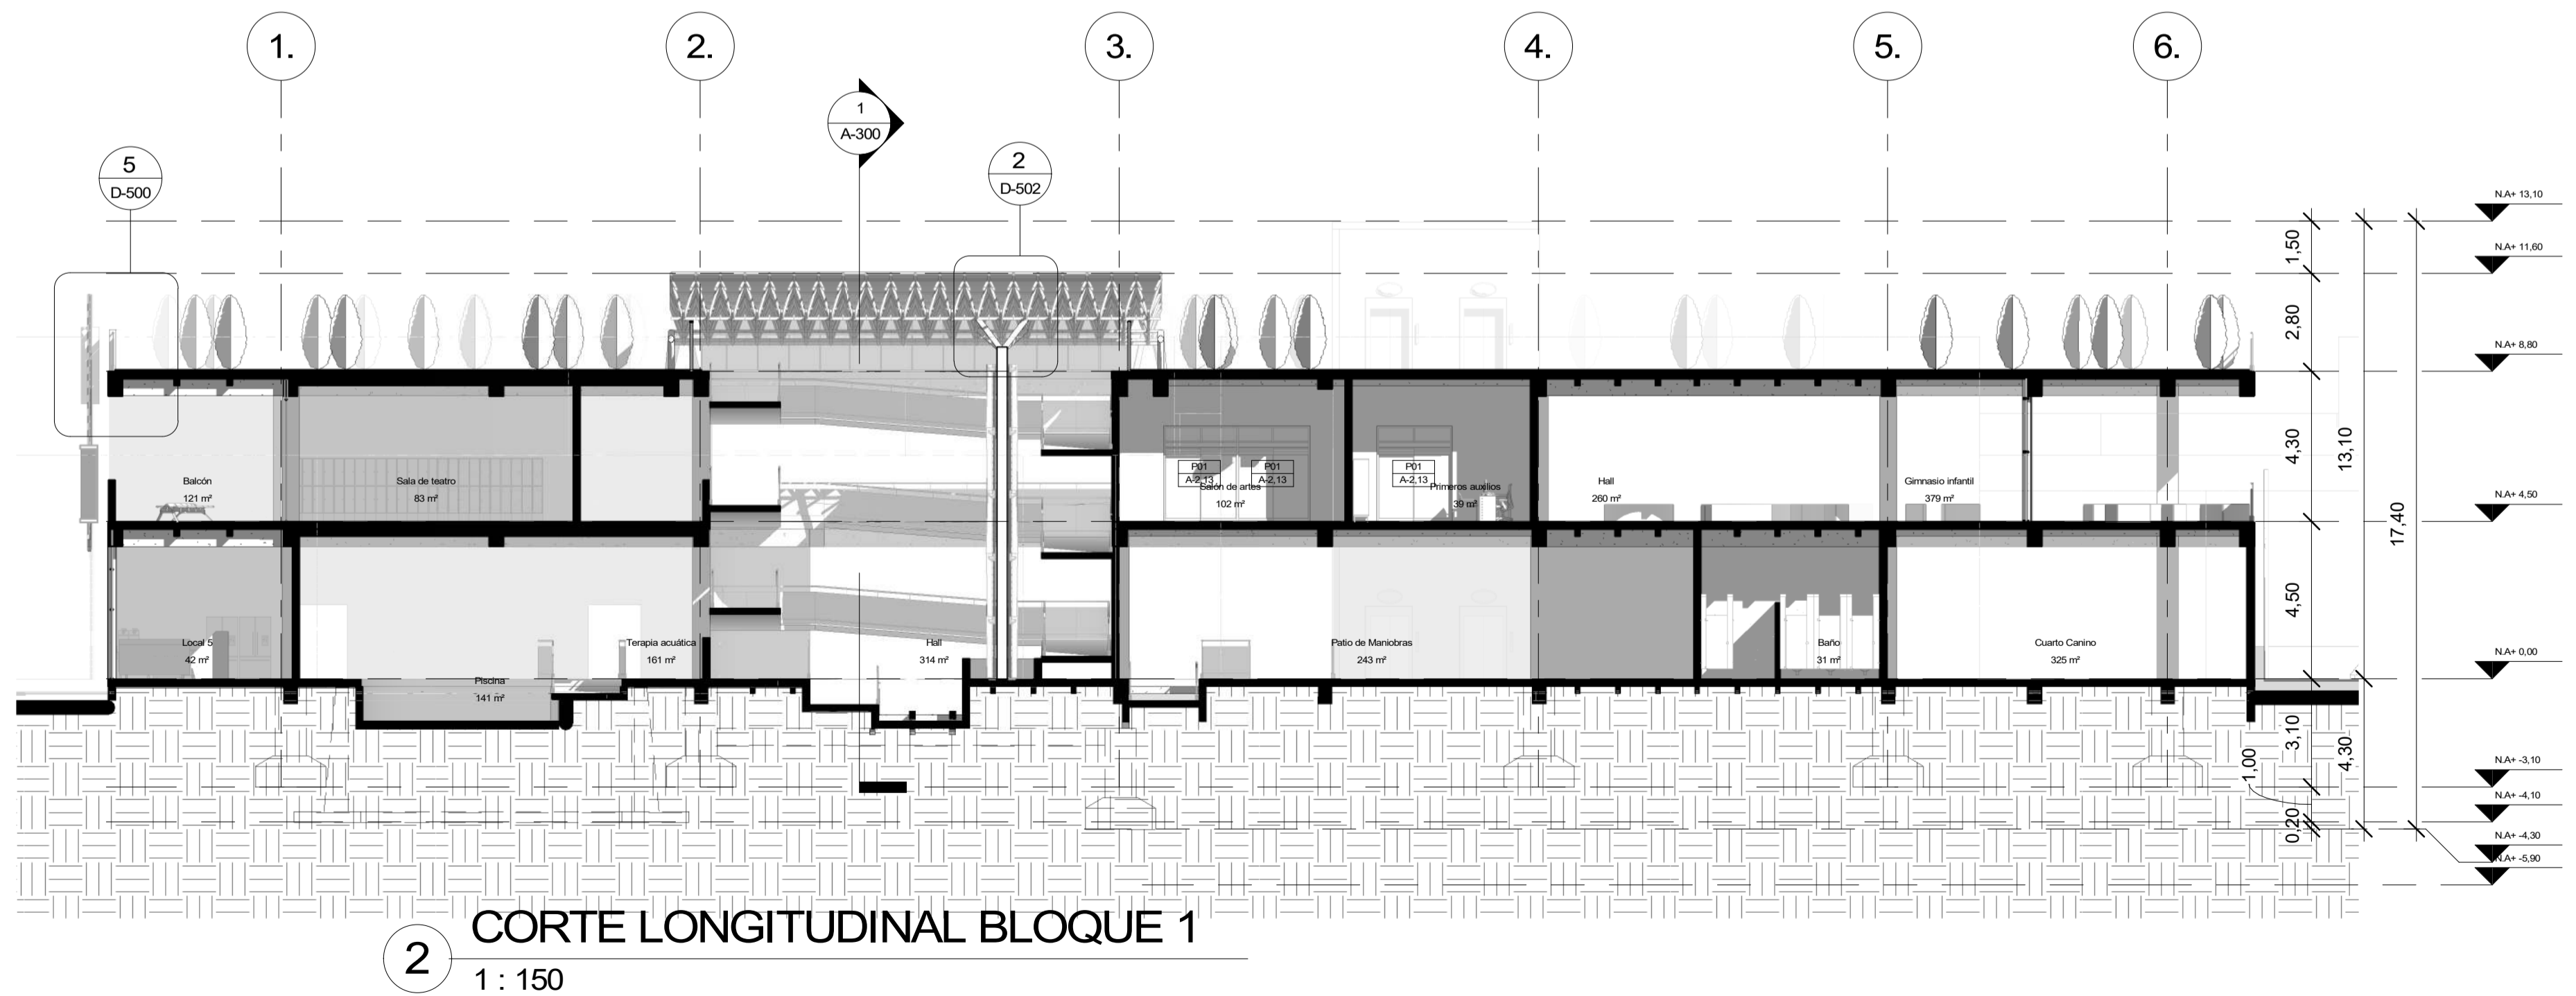 1.
2.
3.
4.
5.
6.
1
A-300
5
D-500
2
D-502
N.A+ 13,10
N.A+ 11,60
N.A+ 8,80
N.A+ 4,50
N.A+ 0,00
N.A+ -3,10
N.A+ -4,10
N.A+ -4,30
N.A+ -5,90
1,50
2,80
4,30
4,50
3,10
1,00
0,20
13,10
4,30
17,40
Balcón
121 m²
Sala de teatro
83 m²
P01
A-2,13
P01
A-2,13
Salón de artes
102 m²
P01
A-2,13
Primeros auxilios
39 m²
Hall
260 m²
Gimnasio infantil
379 m²
Local 5
42 m²
Terapia acuática
161 m²
Piscina
141 m²
Hall
314 m²
Patio de Maniobras
243 m²
Baño
31 m²
Cuarto Canino
325 m²
2
CORTE LONGITUDINAL BLOQUE 1
1 : 150